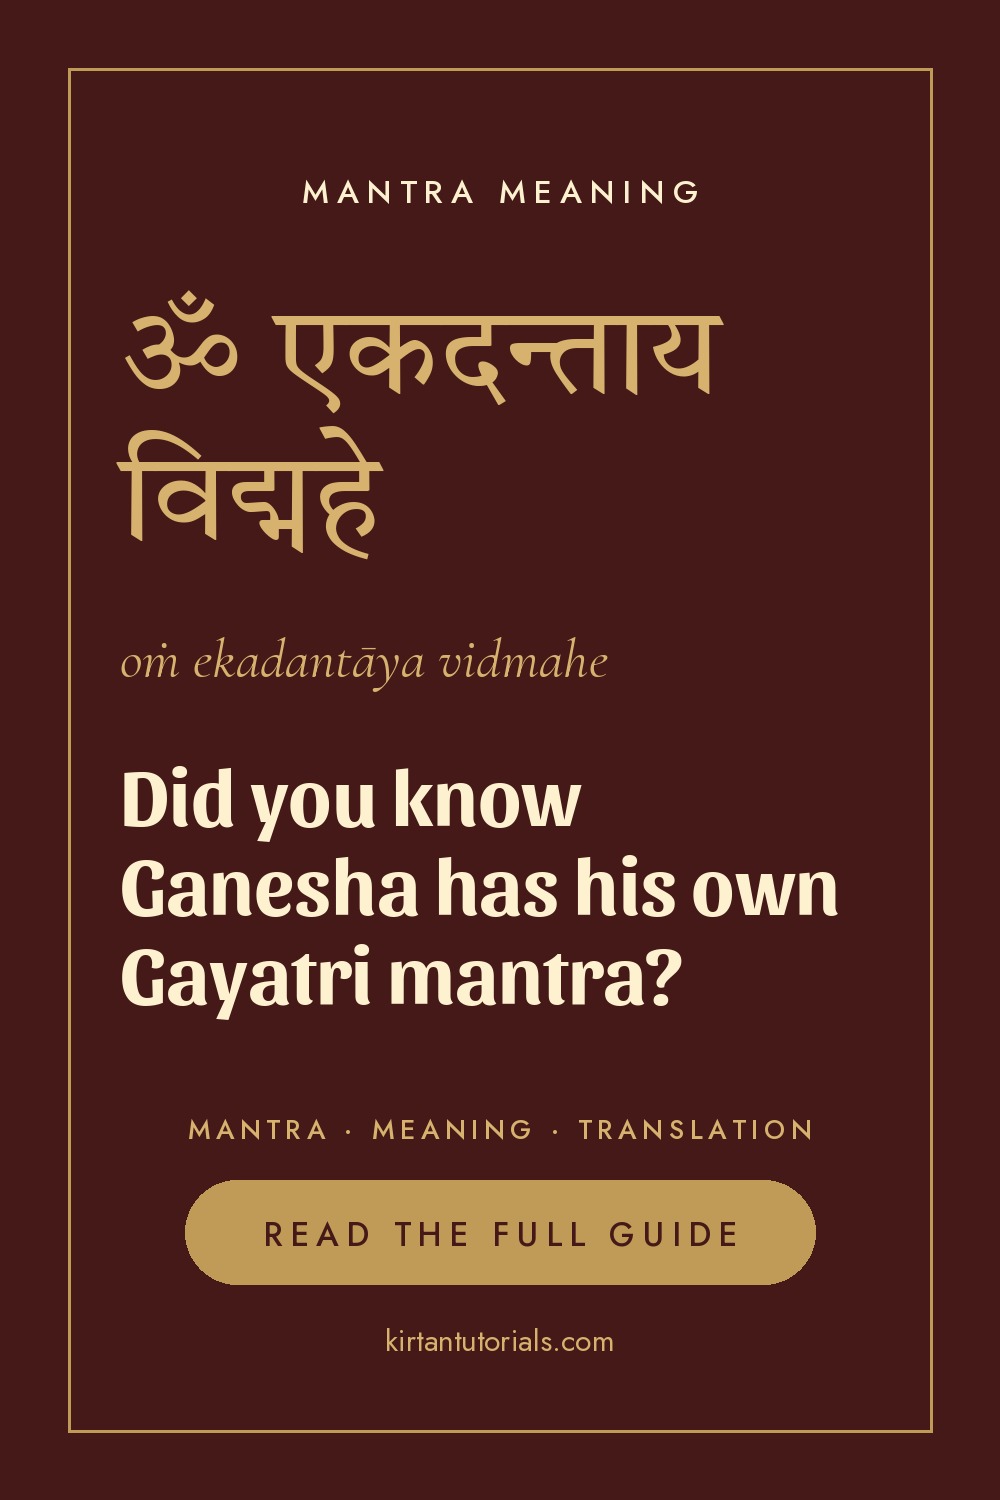 MANTRA MEANING
ॐ एकदन्ताय
विद्महे
oṁ ekadantāya vidmahe
Did you know
Ganesha has his own
Gayatri mantra?
MANTRA · MEANING · TRANSLATION
READ THE FULL GUIDE
kirtantutorials.com